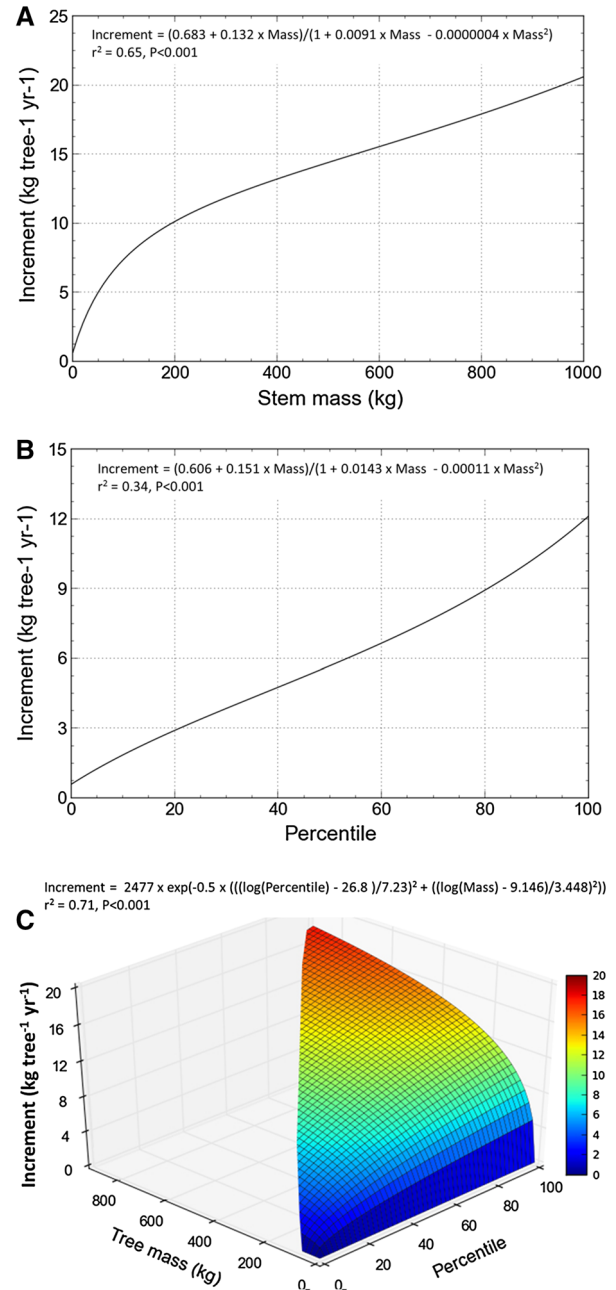 A
Increment = (0.683 + 0.132 x Mass)/(1 + 0.0091 x Mass - 0.0000004 x Mass²)
r² = 0.65, P<0.001
25
20
15
10
5
0
Increment (kg tree-1 yr-1)
0 200 400 600 800 1000
Stem mass (kg)
B
Increment = (0.606 + 0.151 x Mass)/(1 + 0.0143 x Mass - 0.00011 x Mass²)
r² = 0.34, P<0.001
15
12
9
6
3
0
Increment (kg tree-1 yr-1)
0 20 40 60 80 100
Percentile
Increment = 2477 x exp(-0.5 x (((log(Percentile) - 26.8 )/7.23)² + ((log(Mass) - 9.146)/3.448)²))
r² = 0.71, P<0.001
C
Increment (kg tree⁻¹ yr⁻¹)
20
16
12
8
4
0
800
600
400
200
0
Tree mass (kg)
0
20
40
60
80
100
Percentile
20
18
16
14
12
10
8
6
4
2
0